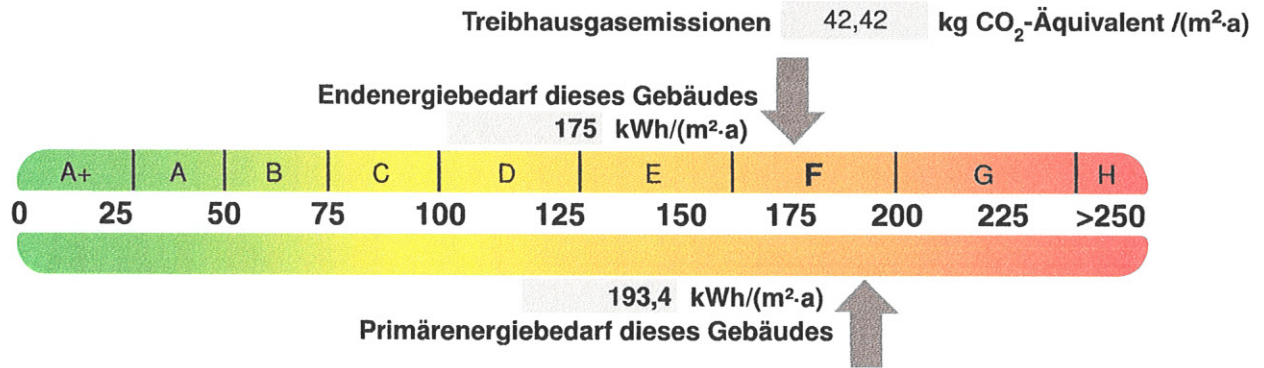 Treibhausgasemissionen 42,42 kg CO₂-Äquivalent /(m²·a)
Endenergiebedarf dieses Gebäudes
175 kWh/(m²·a)
A+ A B C D E F G H
0 25 50 75 100 125 150 175 200 225 >250
193,4 kWh/(m²·a)
Primärenergiebedarf dieses Gebäudes